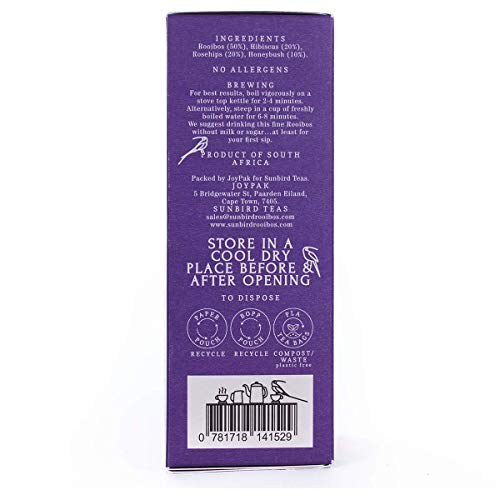 INGREDIENTS
Rooibos (50%), Hibiscus (20%),
Rosehips (20%), Honeybush (10%).
NO ALLERGENS
BREWING
For best results, boil vigorously on a
stove top kettle for 2-4 minutes.
Alternatively, steep in a cup of freshly
boiled water for 6-8 minutes.
We suggest drinking this fine Rooibos
without milk or sugar...at least for
your first sip.
PRODUCT OF SOUTH
AFRICA
Packed by JoyPak for Sunbird Teas.
JOYPAK
5 Bridgewater St, Paarden Eiland,
Cape Town, 7405.
SUNBIRD TEAS
sales@sunbirdrooibos.com
www.sunbirdrooibos.com
STORE IN A
COOL DRY
PLACE BEFORE &
AFTER OPENING
TO DISPOSE
PAPER
POUCH
RECYCLE
BOPP
POUCH
RECYCLE
PLA
TEA BAGS
COMPOST/
WASTE
plastic free
0 781718 141529